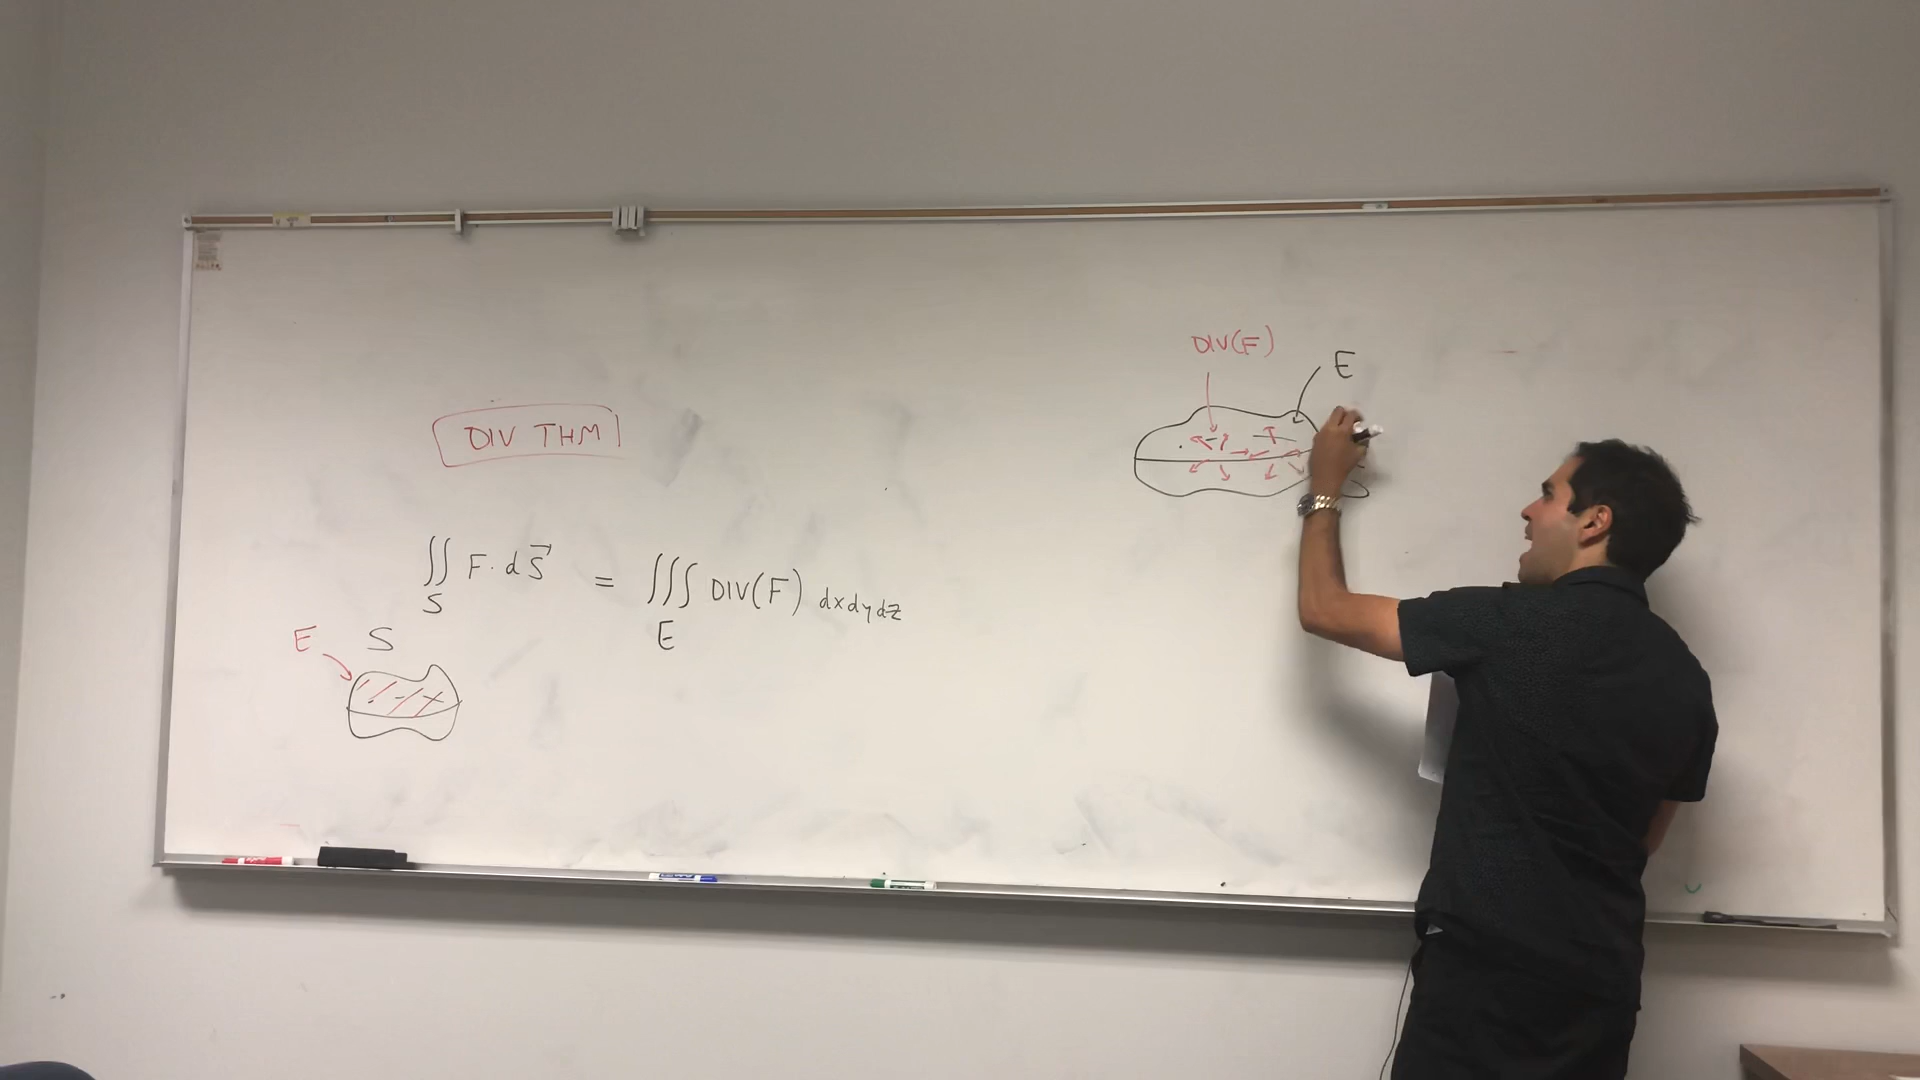 DIV THM
∬ F · dS⃗ = ∭ DIV(F) dxdydz
S
E
E
S
DIV(F)
E